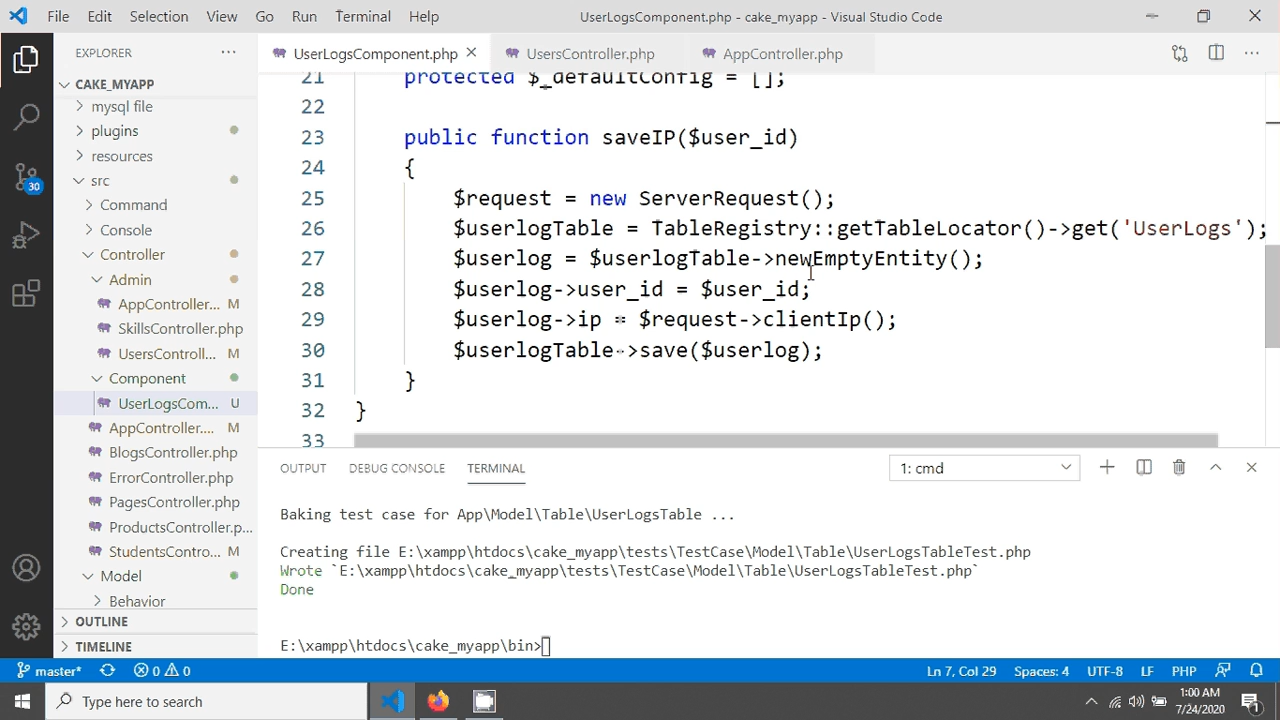 File Edit Selection View Go Run Terminal Help UserLogsComponent.php - cake_myapp - Visual Studio Code
EXPLORER ···
UserLogsComponent.php UsersController.php AppController.php
CAKE_MYAPP
mysql file
plugins
resources
src
Command
Console
Controller
Admin
AppController... M
SkillsController.php
UsersControll... M
Component
UserLogsCom... U
AppController.... M
BlogsController.php
ErrorController.php
PagesController.php
ProductsController.p...
StudentsContro... M
Model
Behavior
OUTLINE
TIMELINE
30
21 protected $_defaultConfig = [];
22
23 public function saveIP($user_id)
24 {
25 $request = new ServerRequest();
26 $userlogTable = TableRegistry::getTableLocator()->get('UserLogs');
27 $userlog = $userlogTable->newEmptyEntity();
28 $userlog->user_id = $user_id;
29 $userlog->ip = $request->clientIp();
30 $userlogTable->save($userlog);
31 }
32 }
33
OUTPUT DEBUG CONSOLE TERMINAL 1: cmd
Baking test case for App\Model\Table\UserLogsTable ...
Creating file E:\xampp\htdocs\cake_myapp\tests\TestCase\Model\Table\UserLogsTableTest.php
Wrote `E:\xampp\htdocs\cake_myapp\tests\TestCase\Model\Table\UserLogsTableTest.php`
Done
E:\xampp\htdocs\cake_myapp\bin>
master* 0 0 Ln 7, Col 29 Spaces: 4 UTF-8 LF PHP
Type here to search
1:00 AM
7/24/2020
1